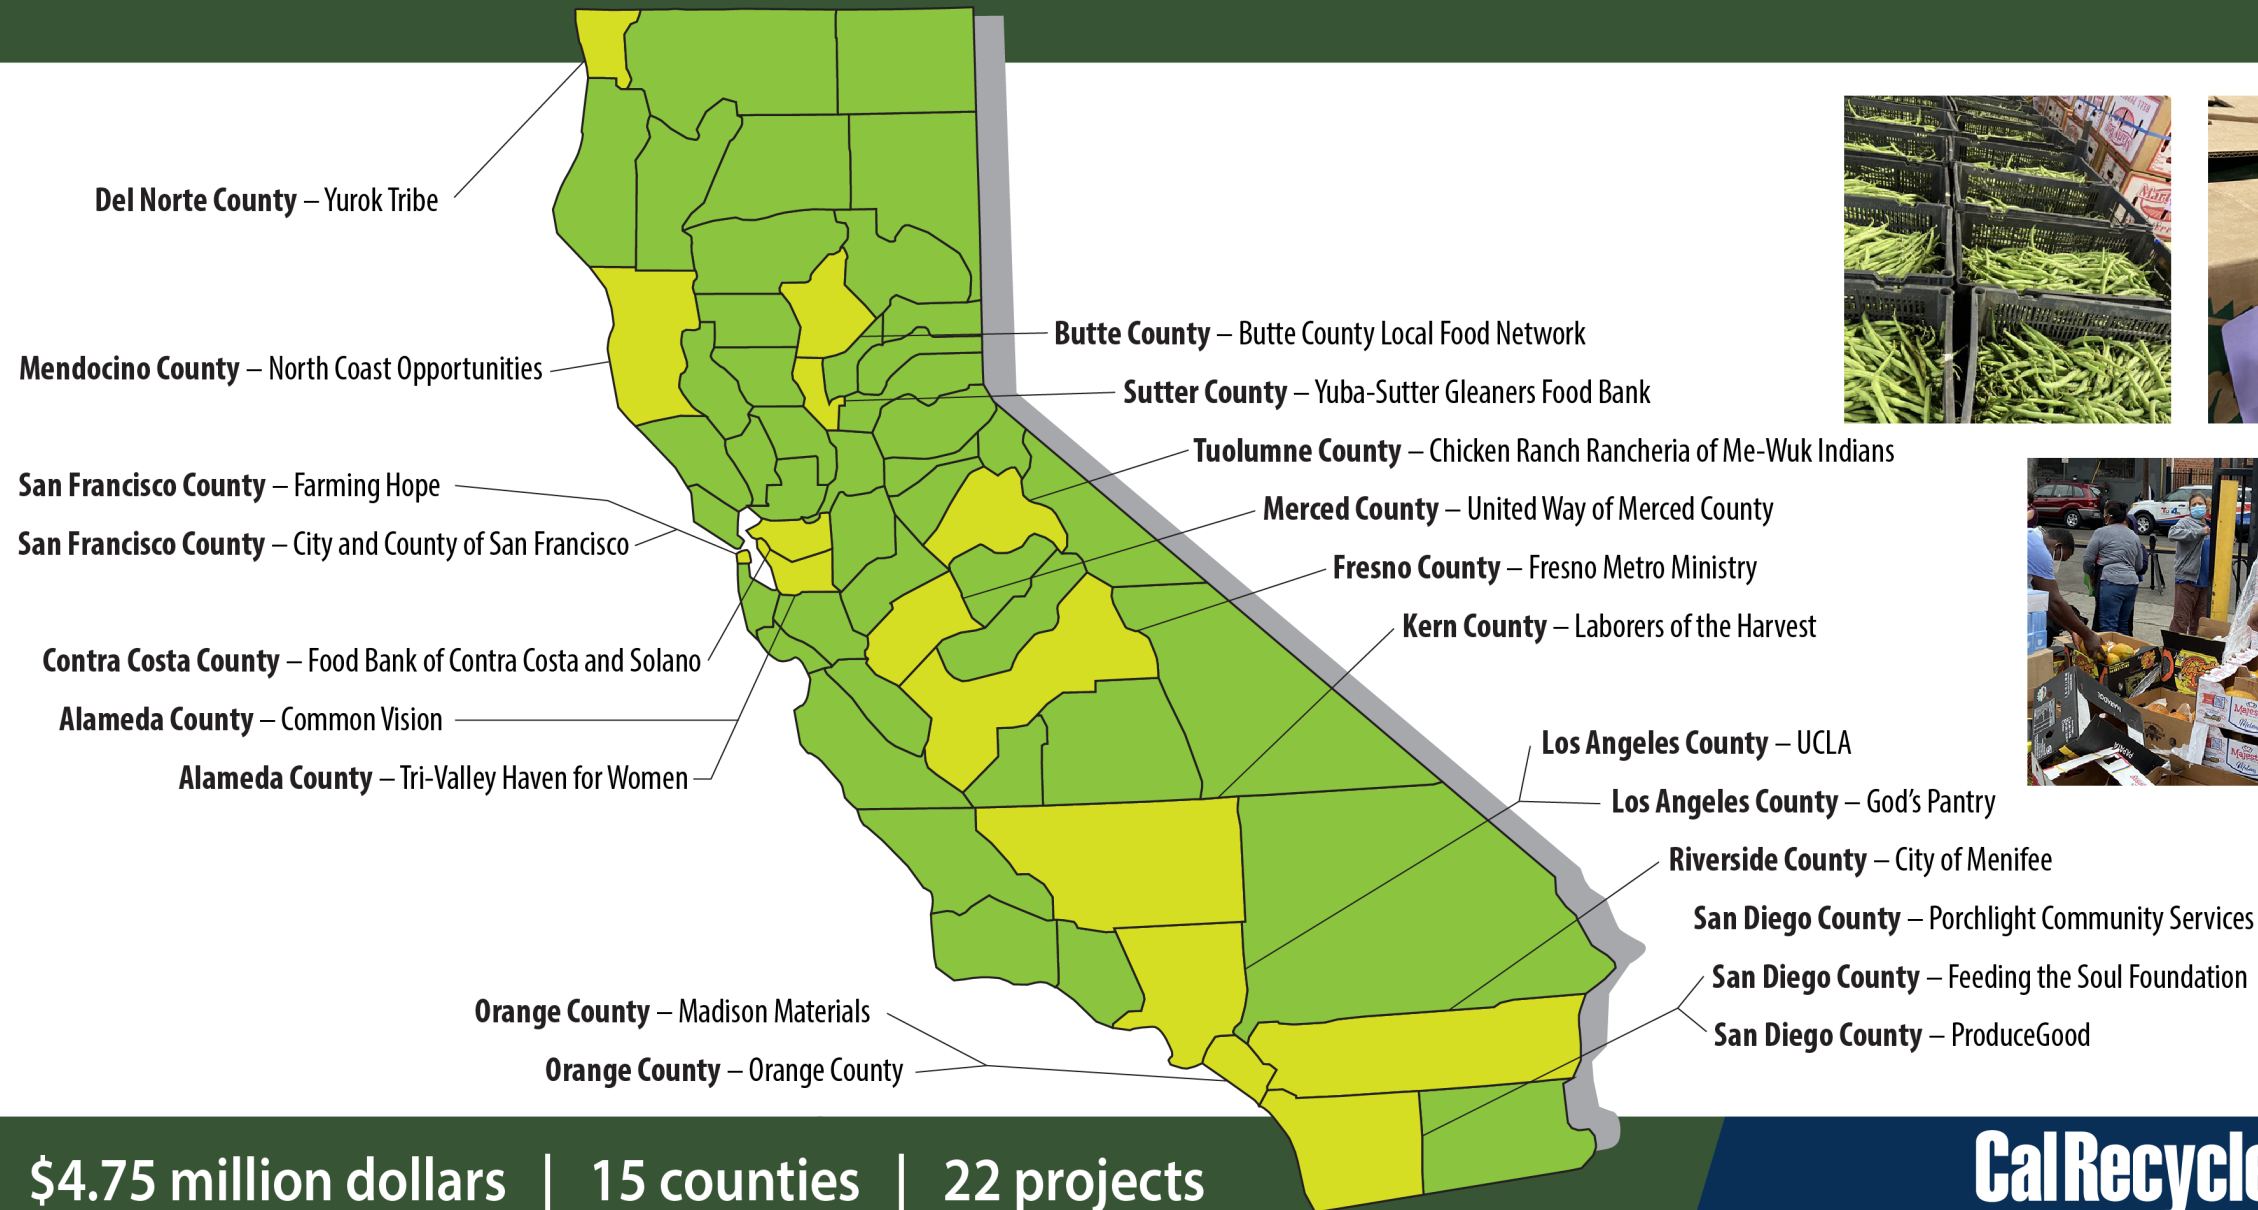 Del Norte County – Yurok Tribe
Mendocino County – North Coast Opportunities
San Francisco County – Farming Hope
San Francisco County – City and County of San Francisco
Contra Costa County – Food Bank of Contra Costa and Solano
Alameda County – Common Vision
Alameda County – Tri-Valley Haven for Women
Orange County – Madison Materials
Orange County – Orange County
Butte County – Butte County Local Food Network
Sutter County – Yuba-Sutter Gleaners Food Bank
Tuolumne County – Chicken Ranch Rancheria of Me-Wuk Indians
Merced County – United Way of Merced County
Fresno County – Fresno Metro Ministry
Kern County – Laborers of the Harvest
Los Angeles County – UCLA
Los Angeles County – God's Pantry
Riverside County – City of Menifee
San Diego County – Porchlight Community Services
San Diego County – Feeding the Soul Foundation
San Diego County – ProduceGood
$4.75 million dollars | 15 counties | 22 projects
CalRecycle